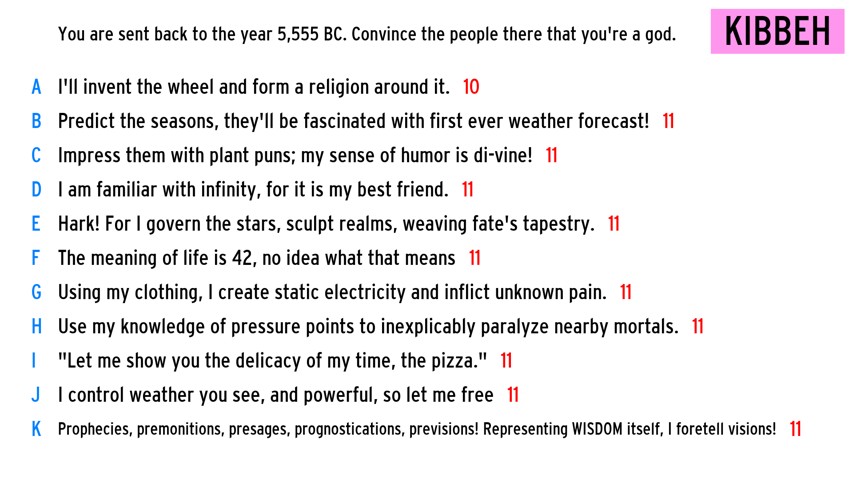 You are sent back to the year 5,555 BC. Convince the people there that you're a god.
KIBBEH
A I'll invent the wheel and form a religion around it. 10
B Predict the seasons, they'll be fascinated with first ever weather forecast! 11
C Impress them with plant puns; my sense of humor is di-vine! 11
D I am familiar with infinity, for it is my best friend. 11
E Hark! For I govern the stars, sculpt realms, weaving fate's tapestry. 11
F The meaning of life is 42, no idea what that means 11
G Using my clothing, I create static electricity and inflict unknown pain. 11
H Use my knowledge of pressure points to inexplicably paralyze nearby mortals. 11
I "Let me show you the delicacy of my time, the pizza." 11
J I control weather you see, and powerful, so let me free 11
K Prophecies, premonitions, presages, prognostications, previsions! Representing WISDOM itself, I foretell visions! 11